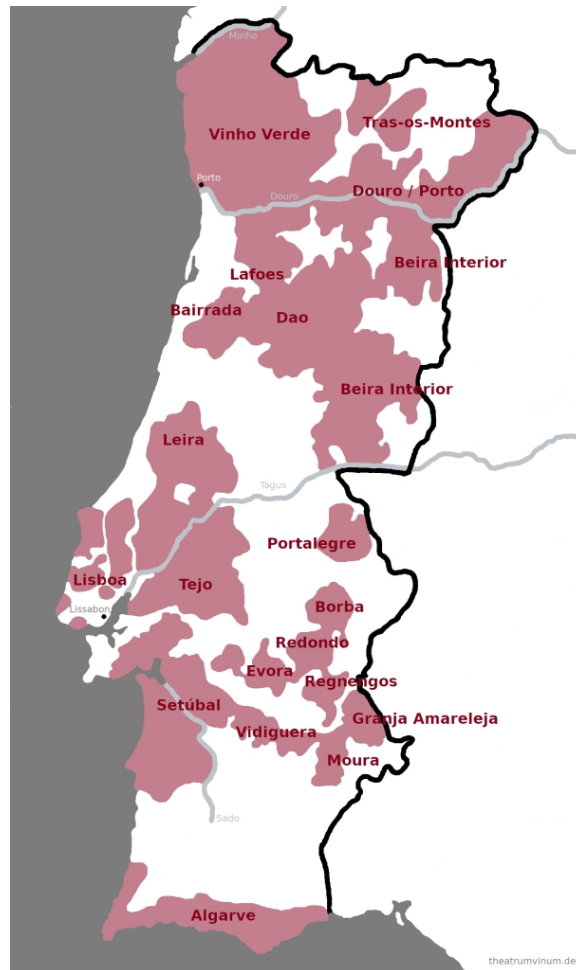 Minho
Tras-os-Montes
Vinho Verde
Porto
Douro
Douro / Porto
Beira Interior
Lafoes
Bairrada
Dao
Beira Interior
Leira
Tagus
Portalegre
Lisboa
Tejo
Lissabon
Borba
Redondo
Evora
Regnengos
Setúbal
Granja Amareleja
Vidiguera
Moura
Sado
Algarve
theatrumvinum.de